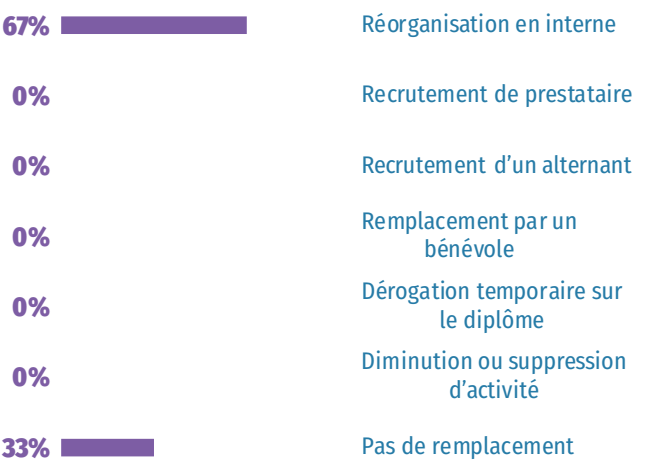 67% Réorganisation en interne
0% Recrutement de prestataire
0% Recrutement d'un alternant
0% Remplacement par un
bénévole
0% Dérogation temporaire sur
le diplôme
0% Diminution ou suppression
d'activité
33% Pas de remplacement